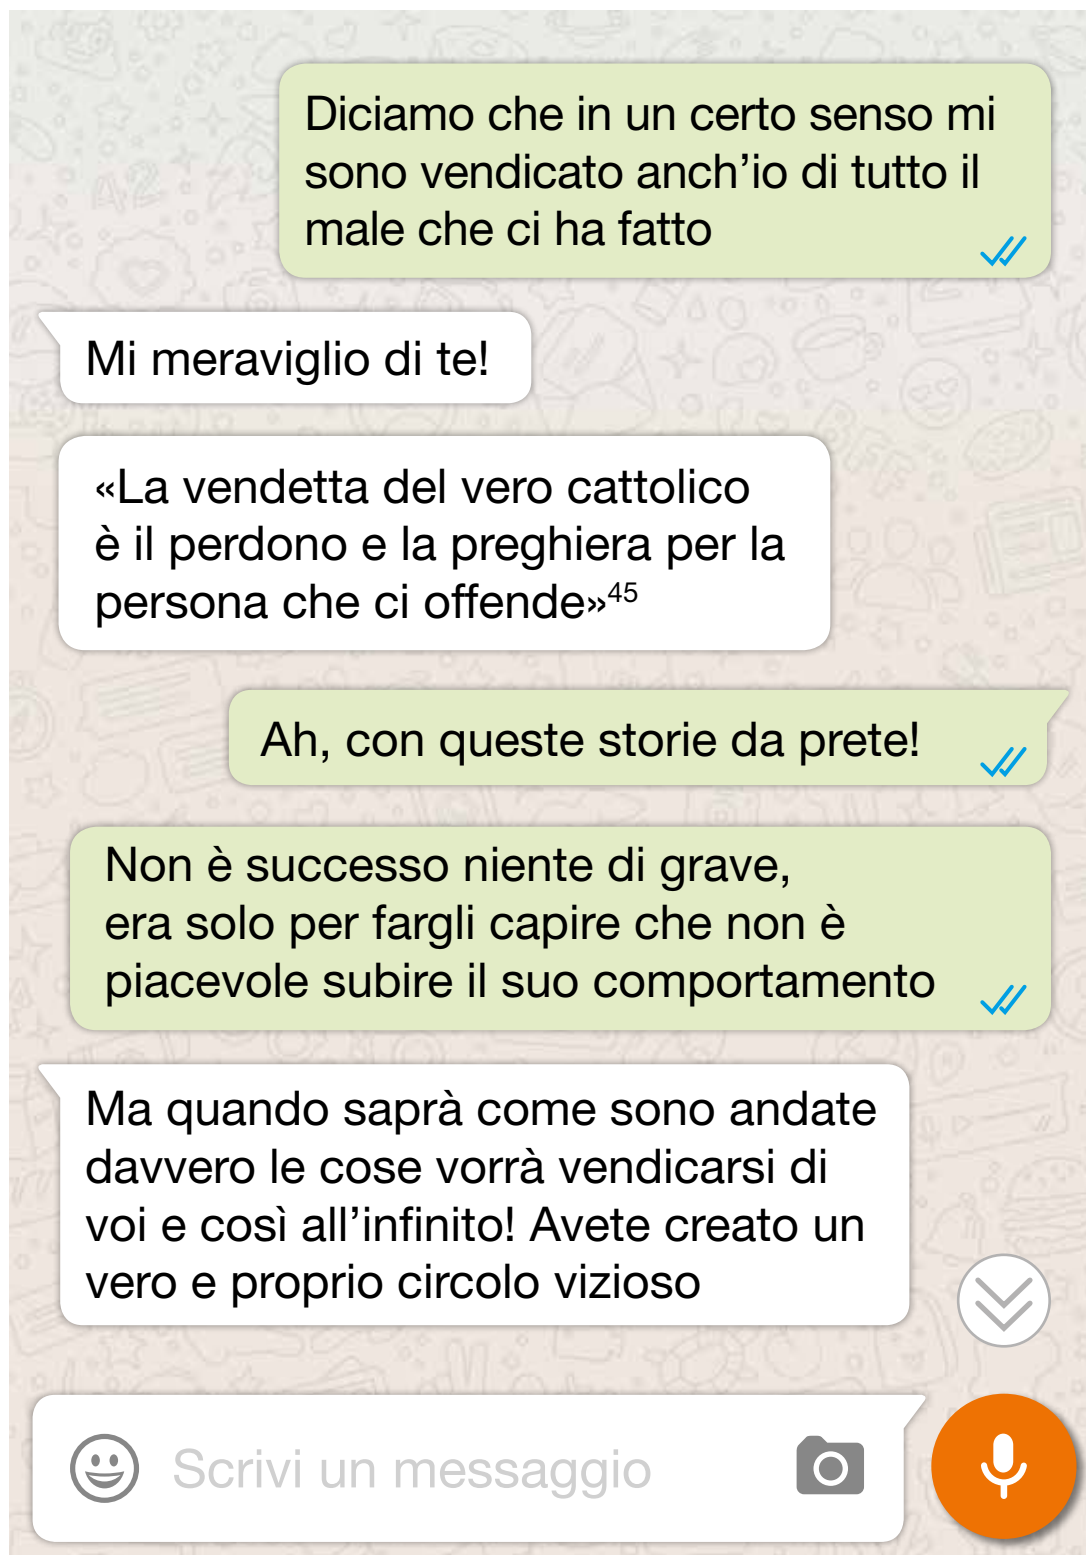 Diciamo che in un certo senso mi
sono vendicato anch’io di tutto il
male che ci ha fatto
Mi meraviglio di te!
«La vendetta del vero cattolico
è il perdono e la preghiera per la
persona che ci offende»⁴⁵
Ah, con queste storie da prete!
Non è successo niente di grave,
era solo per fargli capire che non è
piacevole subire il suo comportamento
Ma quando saprà come sono andate
davvero le cose vorrà vendicarsi di
voi e così all’infinito! Avete creato un
vero e proprio circolo vizioso
Scrivi un messaggio